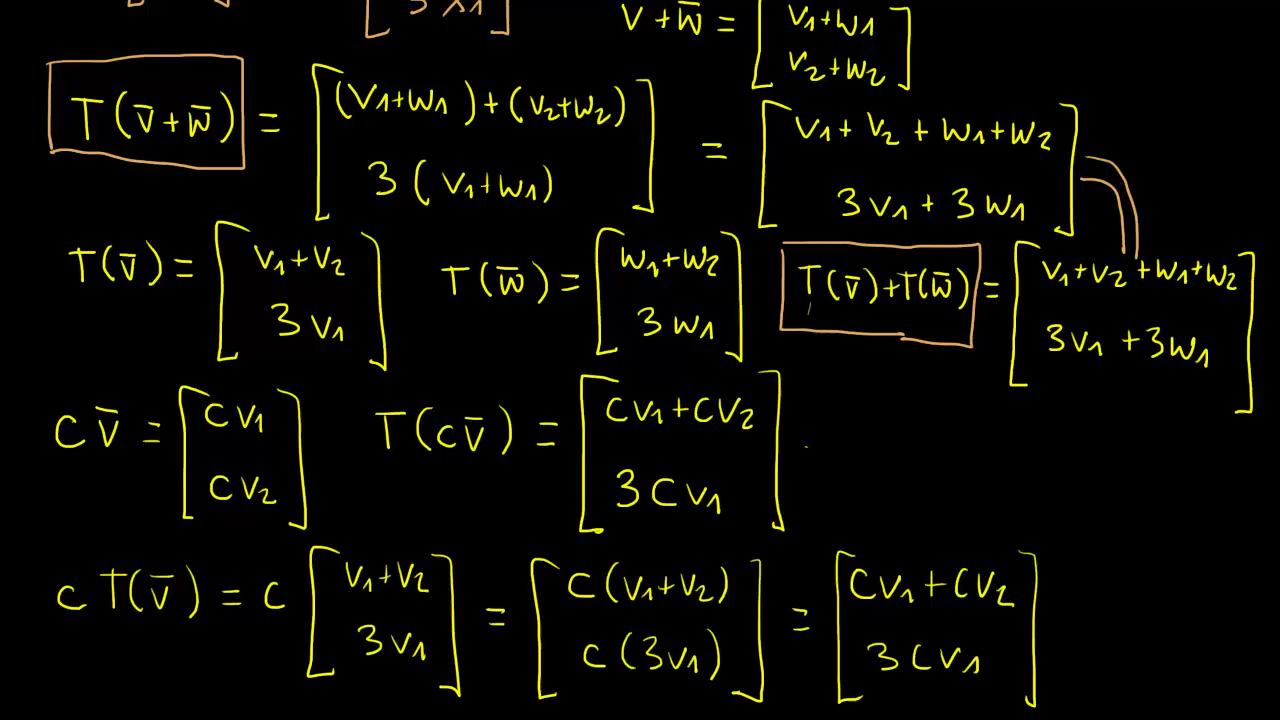 3 x1
V + w̄ = [ v1+w1
v2+w2 ]
T(v̄+w̄) = [ (v1+w1)+(v2+w2) = [ v1+v2+w1+w2
3(v1+w1) ] 3v1+3w1 ]
T(v̄) = [ v1+v2 T(w̄) = [ w1+w2 T(v̄)+T(w̄) = [ v1+v2+w1+w2
3v1 ] 3w1 ] 3v1+3w1 ]
c v̄ = [ cv1 T(cv̄) = [ cv1+cv2
cv2 ] 3cv1 ]
c T(v̄) = c [ v1+v2 = [ c(v1+v2) = [ cv1+cv2
3v1 ] c(3v1) ] 3cv1 ]